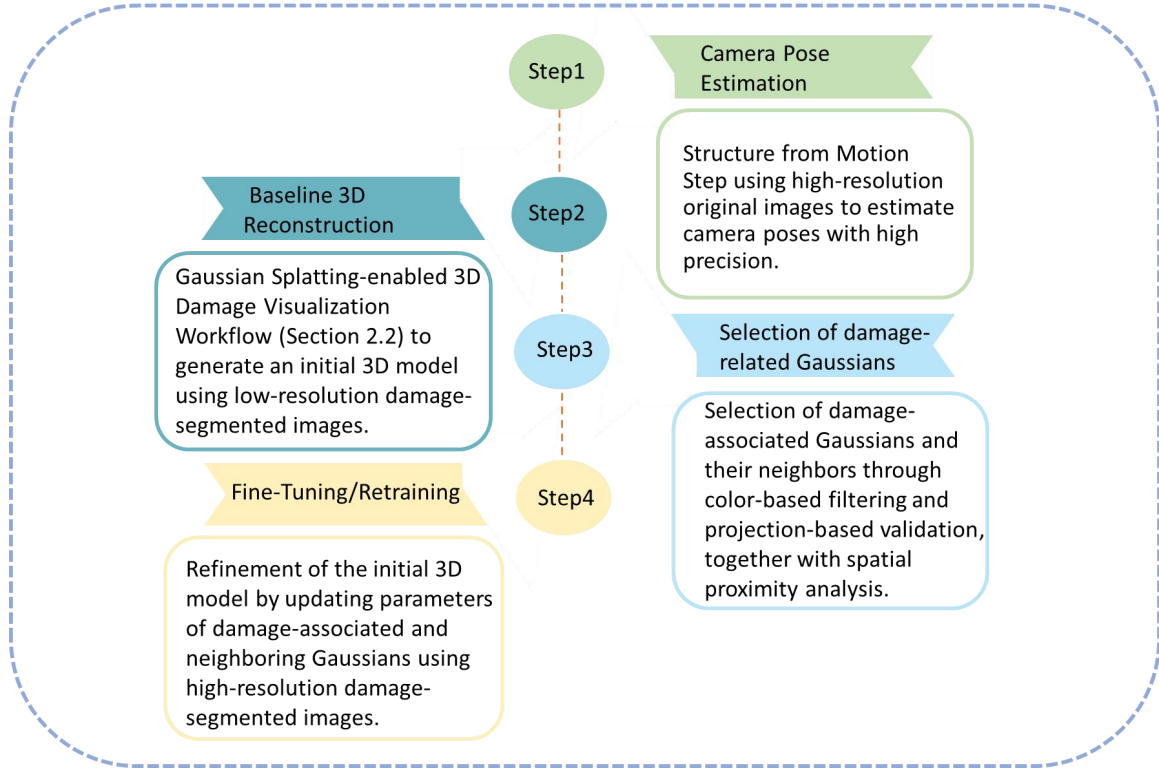 Step1
Camera Pose
Estimation
Structure from Motion
Step using high-resolution
original images to estimate
camera poses with high
precision.
Step2
Baseline 3D
Reconstruction
Gaussian Splatting-enabled 3D
Damage Visualization
Workflow (Section 2.2) to
generate an initial 3D model
using low-resolution damage-
segmented images.
Step3
Selection of damage-
related Gaussians
Selection of damage-
associated Gaussians and
their neighbors through
color-based filtering and
projection-based validation,
together with spatial
proximity analysis.
Step4
Fine-Tuning/Retraining
Refinement of the initial 3D
model by updating parameters
of damage-associated and
neighboring Gaussians using
high-resolution damage-
segmented images.